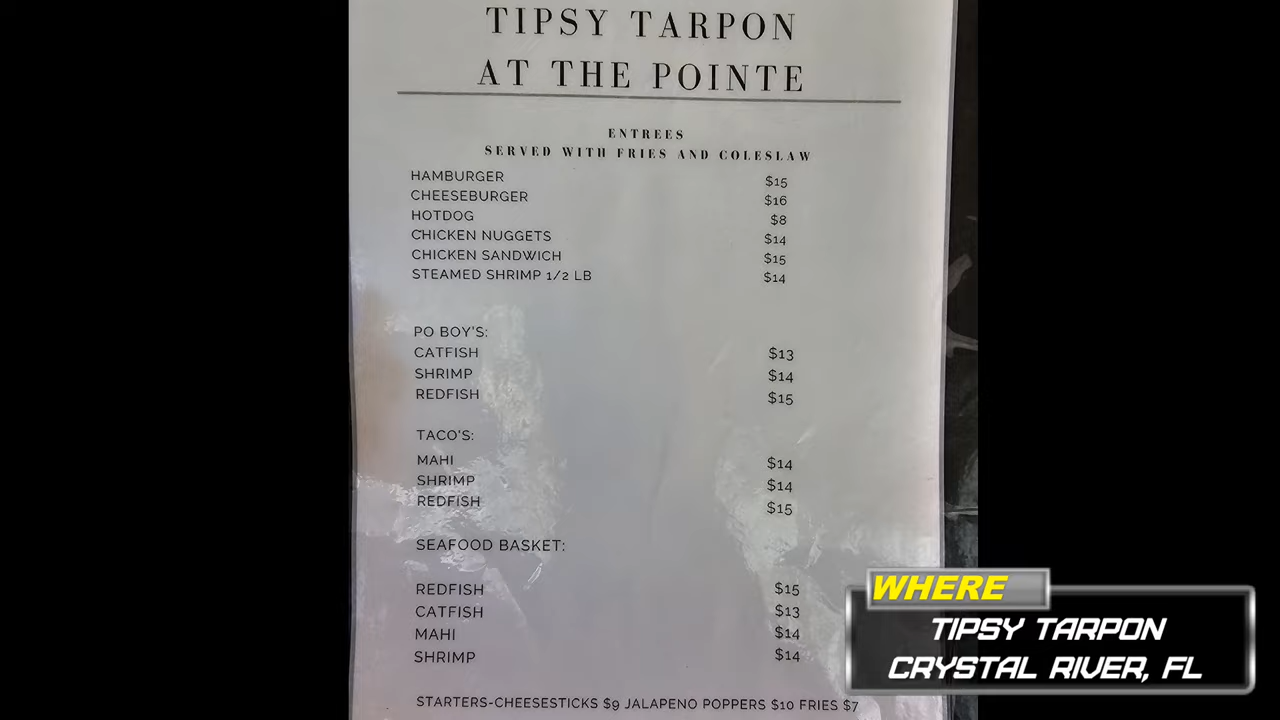 TIPSY TARPON
AT THE POINTE
ENTREES
SERVED WITH FRIES AND COLESLAW
HAMBURGER $15
CHEESEBURGER $16
HOTDOG $8
CHICKEN NUGGETS $14
CHICKEN SANDWICH $15
STEAMED SHRIMP 1/2 LB $14
PO BOY'S:
CATFISH $13
SHRIMP $14
REDFISH $15
TACO'S:
MAHI $14
SHRIMP $14
REDFISH $15
SEAFOOD BASKET:
REDFISH $15
CATFISH $13
MAHI $14
SHRIMP $14
STARTERS-CHEESESTICKS $9 JALAPENO POPPERS $10 FRIES $7
WHERE
TIPSY TARPON
CRYSTAL RIVER, FL